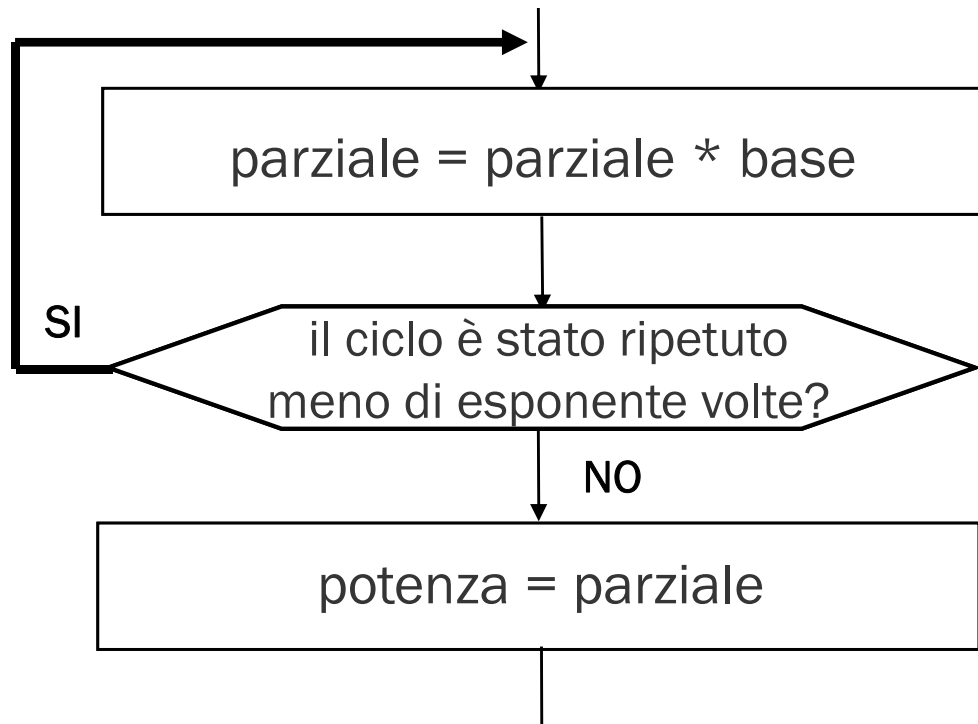 parziale = parziale * base
SI
il ciclo è stato ripetuto
meno di esponente volte?
NO
potenza = parziale